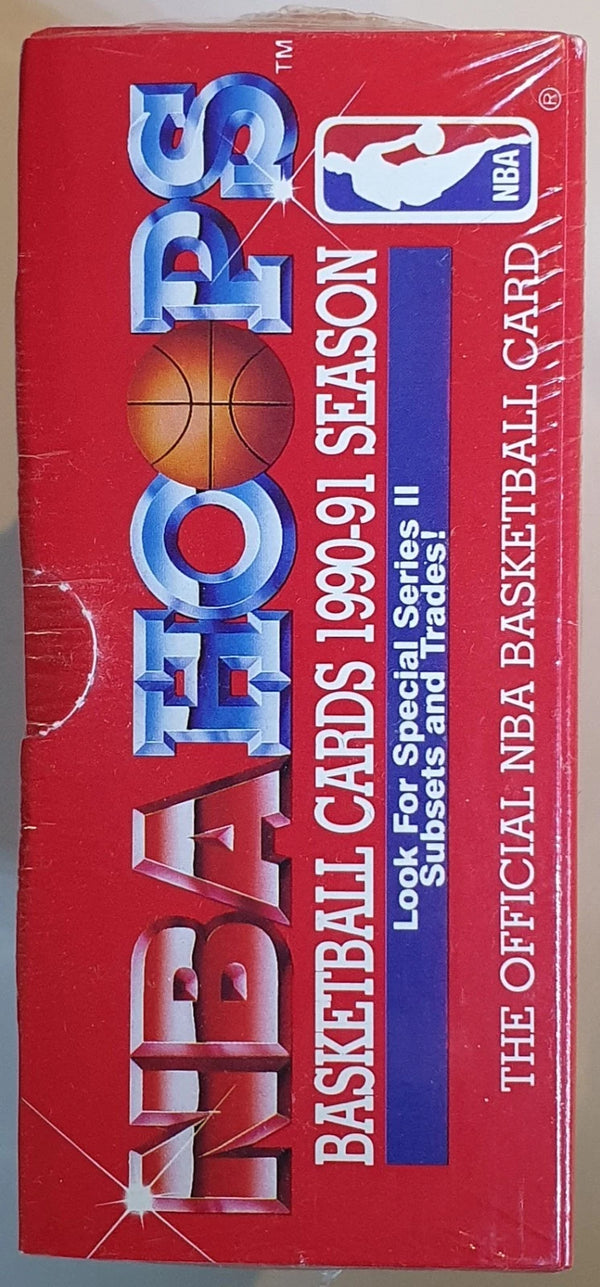 NBA HOOPS™
BASKETBALL CARDS 1990-91 SEASON
NBA
®
Look For Special Series II
Subsets and Trades!
THE OFFICIAL NBA BASKETBALL CARD